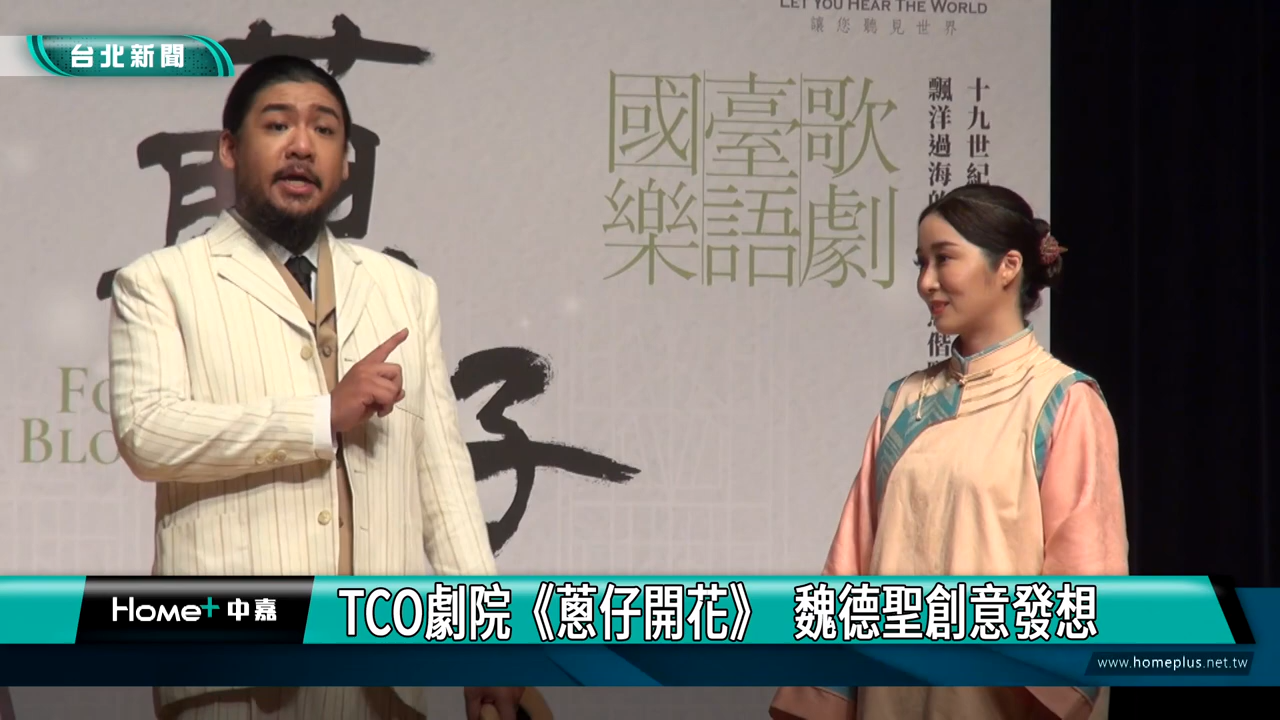 LET YOU HEAR THE WORLD
讓您聽見世界
台北新聞
國臺歌
樂語劇
十九世紀
飄洋過海的
仔
Home+ 中嘉
TCO劇院《蔥仔開花》 魏德聖創意發想
www.homeplus.net.tw